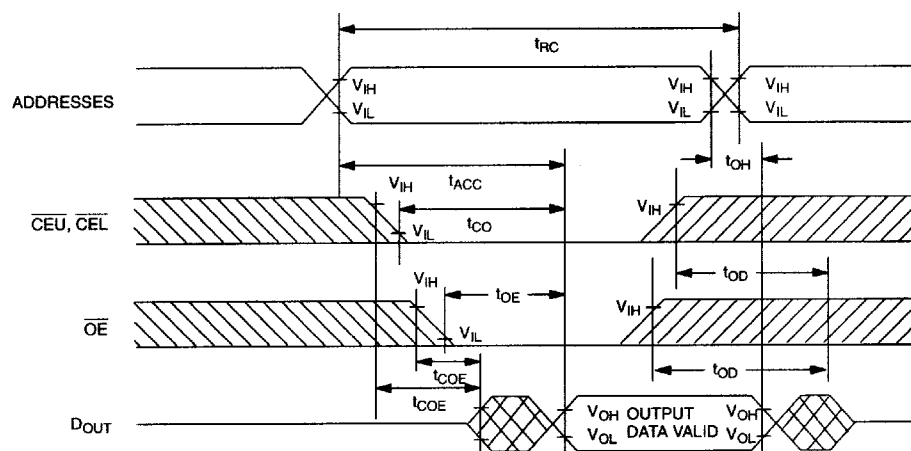 tRC
ADDRESSES
VIH
VIL
VIH
VIL
VIH
VIL
tOH
tACC
CEU, CEL
VIH
VIL
tCO
VIH
tOD
OE
VIH
VIL
tOE
VIH
tOD
tCOE
tCOE
DOUT
VOH
VOL
OUTPUT
DATA VALID
VOH
VOL